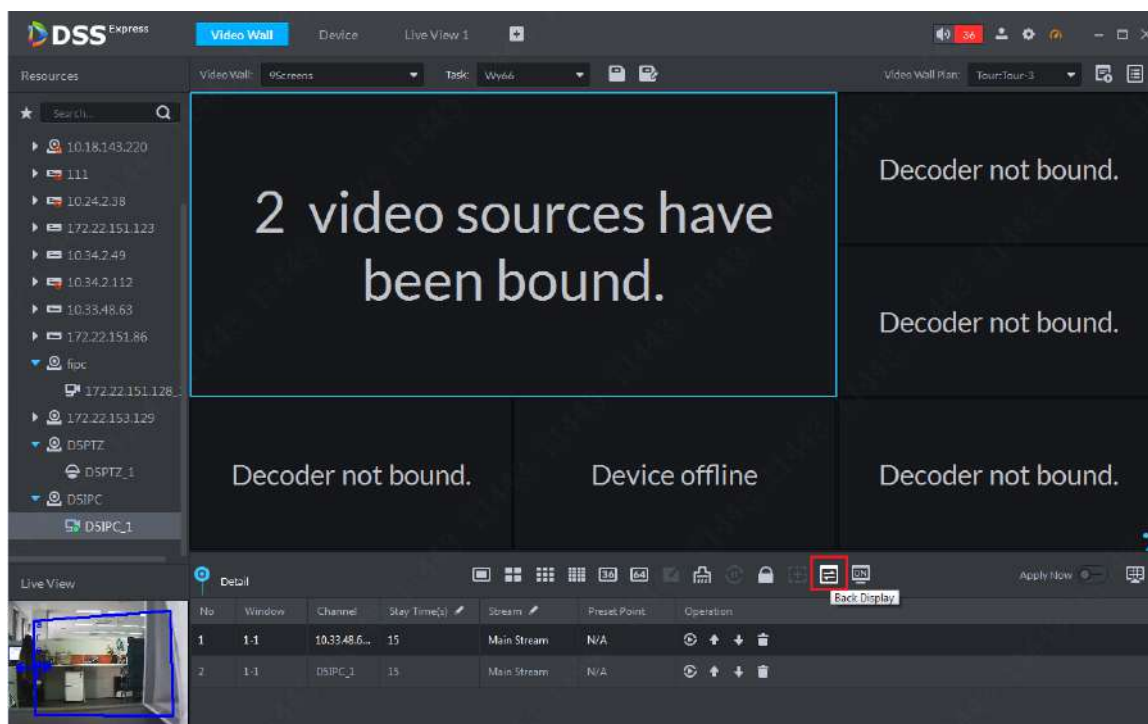 DSS Express
Video Wall
Device
Live View 1
36
Resources
Video Wall:
9Screens
Task:
Wy66
Video Wall Plan:
Tour:Tour-3
Search...
10.18.143.220
111
10.24.2.38
172.22.151.123
10.34.2.49
10.34.2.112
10.33.48.63
172.22.151.86
fipc
172.22.151.128_
172.22.153.129
DSPTZ
DSPTZ_1
DSIPC
DSIPC_1
2 video sources have
been bound.
Decoder not bound.
Decoder not bound.
Decoder not bound.
Device offline
Decoder not bound.
Live View
Detail
36
64
ON
Apply Now
Back Display
No Window Channel Stay Time(s) Stream Preset Point Operation
1 1-1 10.33.48.6... 15 Main Stream N/A
2 1-1 DSIPC_1 15 Main Stream N/A